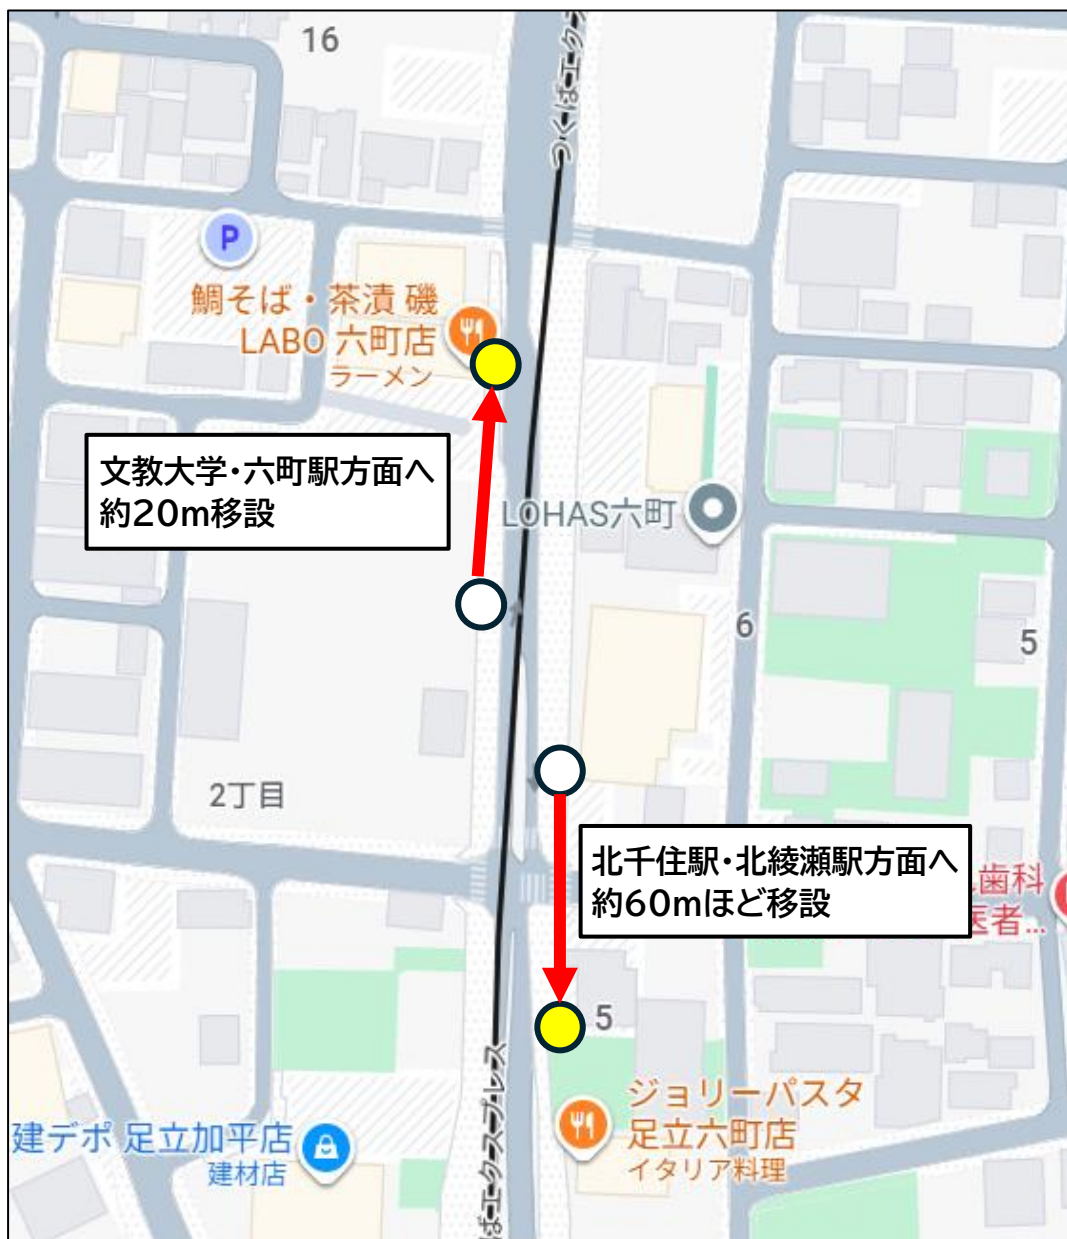 16
つくばエクス
P
鯛そば・茶漬 磯
LABO 六町店
ラーメン
文教大学・六町駅方面へ
約20m移設
LOHAS六町
6
5
2丁目
北千住駅・北綾瀬駅方面へ
約60mほど移設
歯科
医者...
5
ジョリーパスタ
足立六町店
イタリア料理
建デポ 足立加平店
建材店
ばエクスプレス